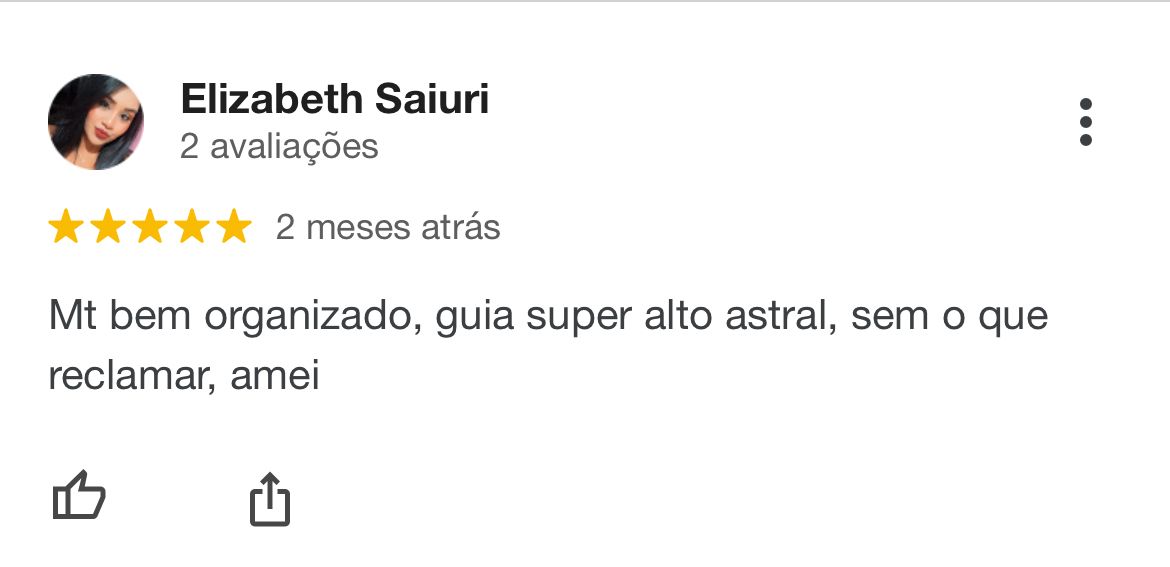 Elizabeth Saiuri
2 avaliações
2 meses atrás
Mt bem organizado, guia super alto astral, sem o que
reclamar, amei